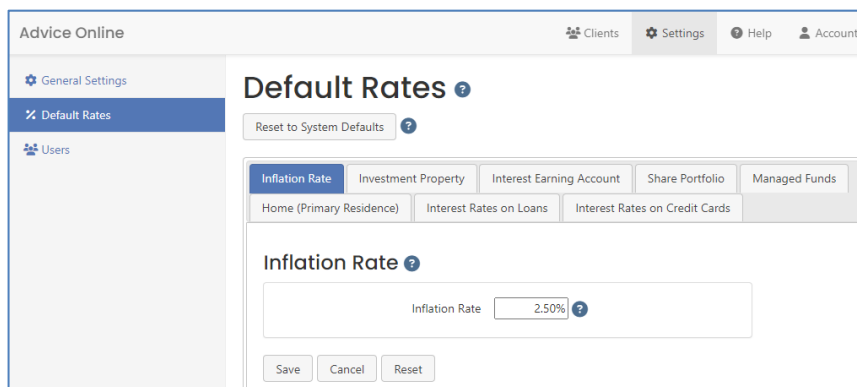 Advice Online
Clients
Settings
Help
Account
General Settings
Default Rates
Users
Default Rates
Reset to System Defaults
Inflation Rate
Investment Property
Interest Earning Account
Share Portfolio
Managed Funds
Home (Primary Residence)
Interest Rates on Loans
Interest Rates on Credit Cards
Inflation Rate
Inflation Rate 2.50%
Save
Cancel
Reset